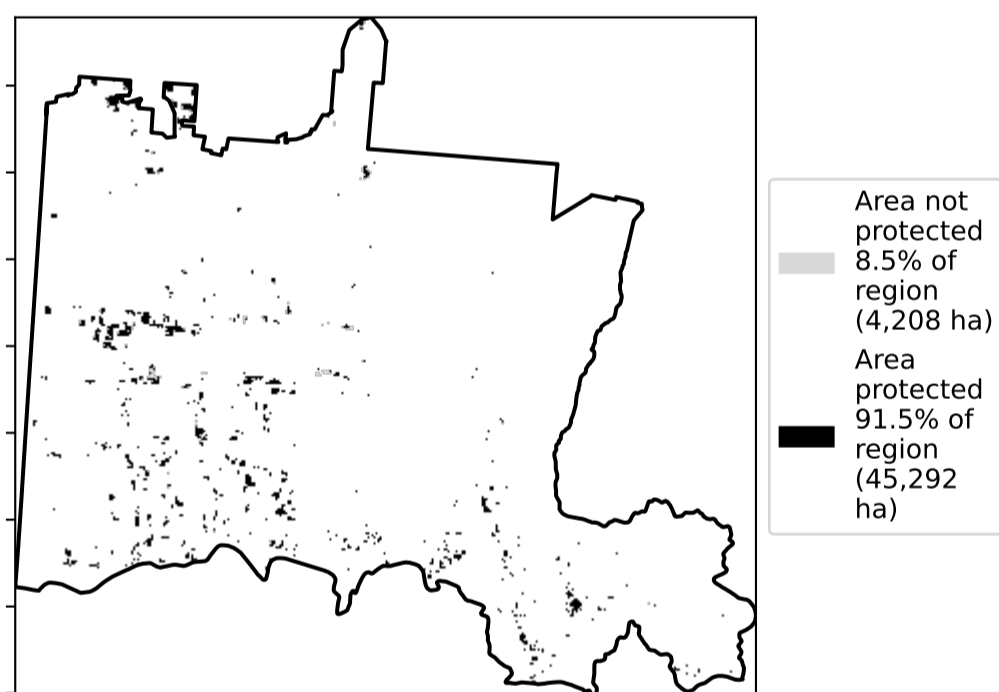 Area not
protected
8.5% of
region
(4,208 ha)
Area
protected
91.5% of
region
(45,292
ha)